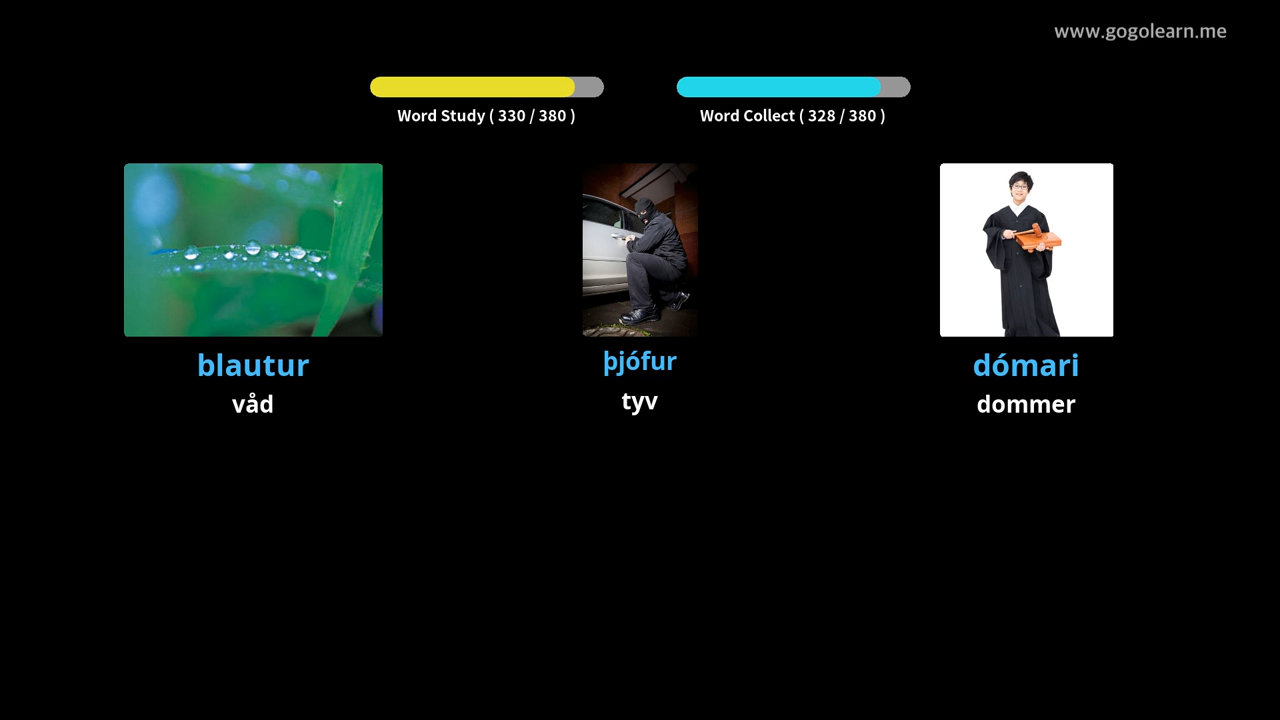 www.gogolearn.me
Word Study ( 330 / 380 )
Word Collect ( 328 / 380 )
blautur
våd
þjófur
tyv
dómari
dommer